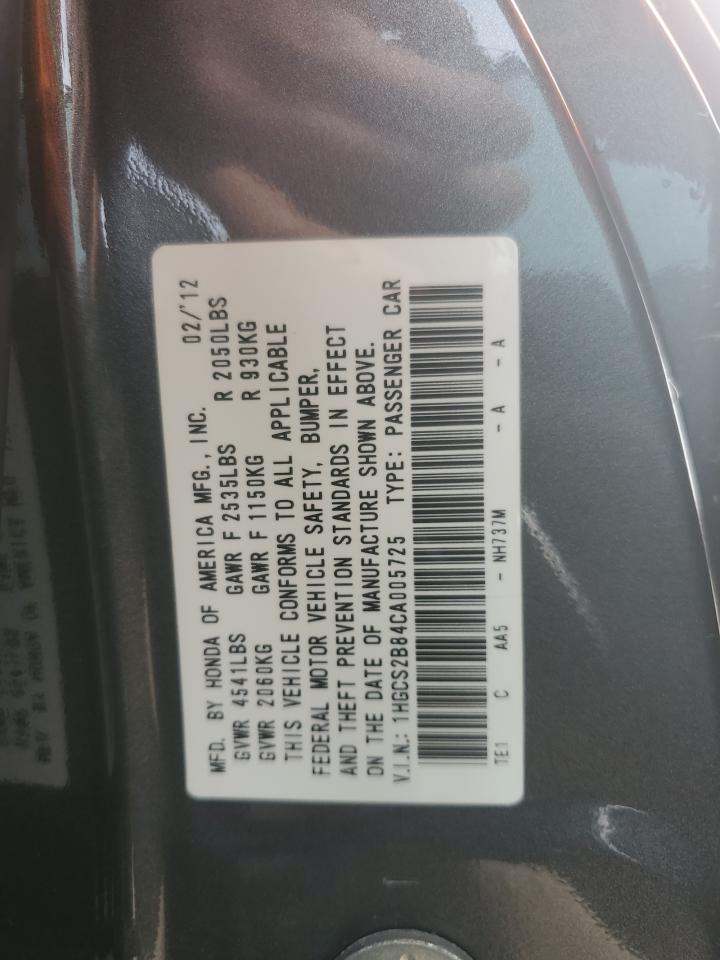 MFD. BY HONDA OF AMERICA MFG., INC. 02/'12
GVWR 4541LBS GAWR F 2535LBS R 2050LBS
GVWR 2060KG GAWR F 1150KG R 930KG
THIS VEHICLE CONFORMS TO ALL APPLICABLE
FEDERAL MOTOR VEHICLE SAFETY, BUMPER,
AND THEFT PREVENTION STANDARDS IN EFFECT
ON THE DATE OF MANUFACTURE SHOWN ABOVE.
V.I.N.: 1HGCS2B84CA005725 TYPE: PASSENGER CAR
TE1 C AA5 - NH737M - A - A